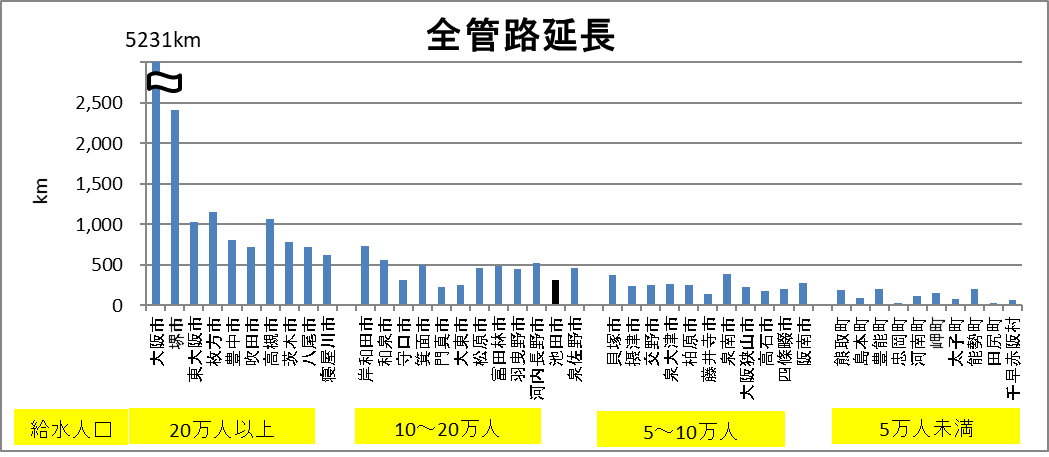 全管路延長
5231km
km
2,500
2,000
1,500
1,000
500
0
大阪市
堺市
東大阪市
枚方市
豊中市
吹田市
高槻市
茨木市
八尾市
寝屋川市
岸和田市
和泉市
守口市
箕面市
門真市
大東市
松原市
富田林市
羽曳野市
河内長野市
池田市
泉佐野市
貝塚市
摂津市
交野市
泉大津市
柏原市
藤井寺市
泉南市
大阪狭山市
高石市
四條畷市
阪南市
熊取町
島本町
豊能町
忠岡町
河南町
岬町
太子町
能勢町
田尻町
千早赤阪村
給水人口
20万人以上
10～20万人
5～10万人
5万人未満